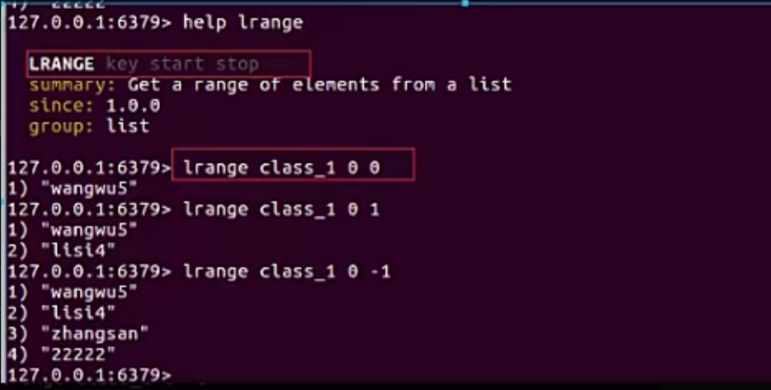 4) "22222"
127.0.0.1:6379> help lrange
LRANGE key start stop
summary: Get a range of elements from a list
since: 1.0.0
group: list
127.0.0.1:6379> lrange class_1 0 0
1) "wangwu5"
127.0.0.1:6379> lrange class_1 0 1
1) "wangwu5"
2) "lisi4"
127.0.0.1:6379> lrange class_1 0 -1
1) "wangwu5"
2) "lisi4"
3) "zhangsan"
4) "22222"
127.0.0.1:6379>